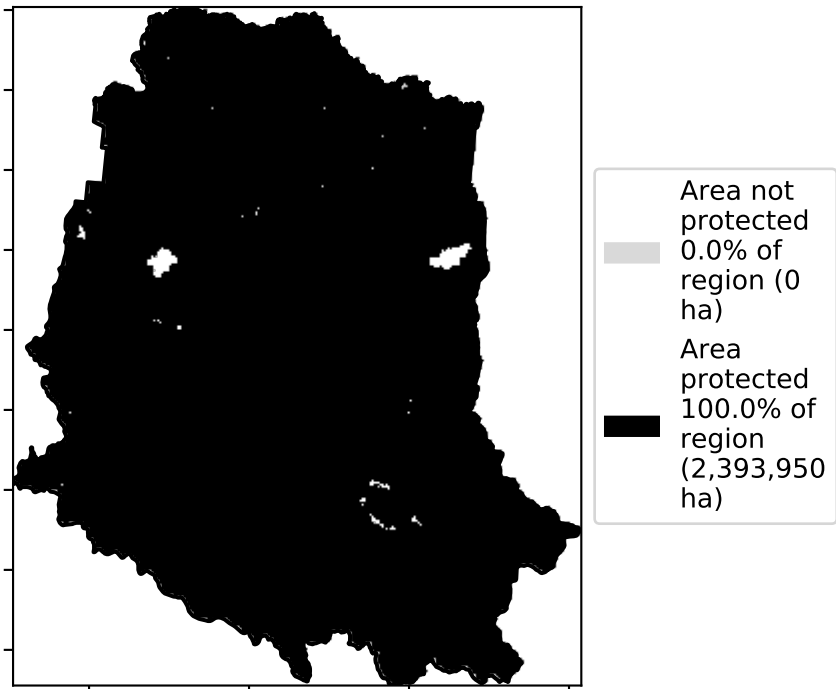 Area not
protected
0.0% of
region (0
ha)
Area
protected
100.0% of
region
(2,393,950
ha)